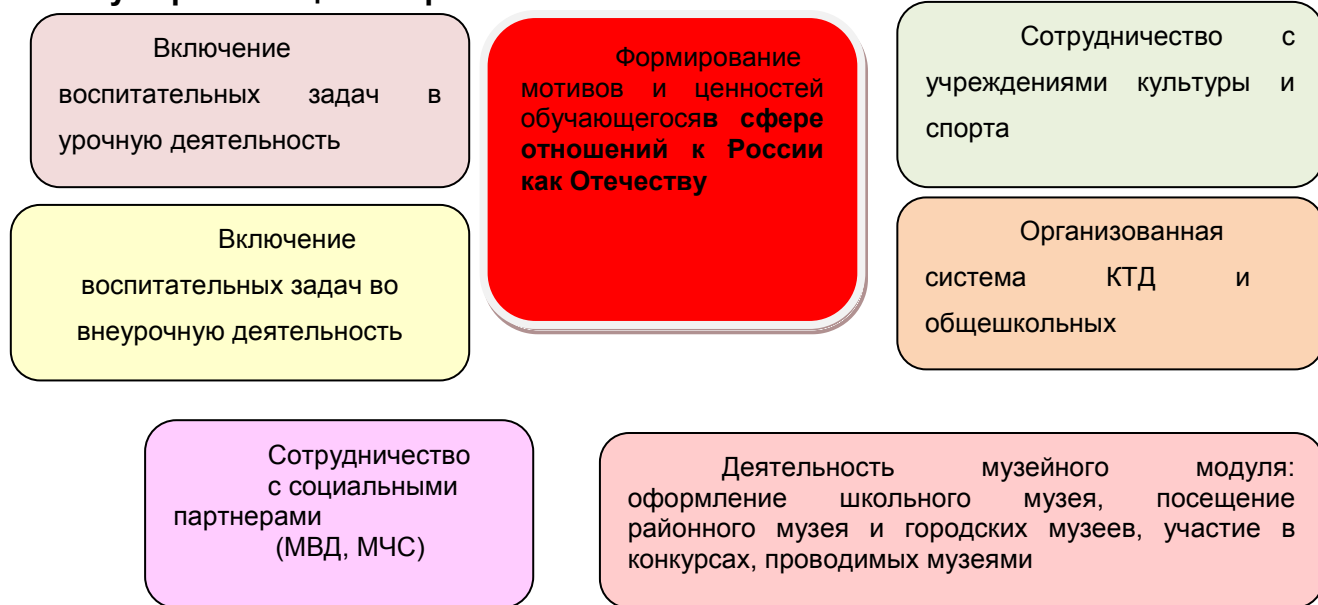 Включение
воспитательных задач в
урочную деятельность
Формирование
мотивов и ценностей
обучающегосяв сфере
отношений к России
как Отечеству
Сотрудничество с
учреждениями культуры и
спорта
Включение
воспитательных задач во
внеурочную деятельность
Организованная
система КТД и
общешкольных
Сотрудничество
с социальными
партнерами
(МВД, МЧС)
Деятельность музейного модуля:
оформление школьного музея, посещение
районного музея и городских музеев, участие в
конкурсах, проводимых музеями